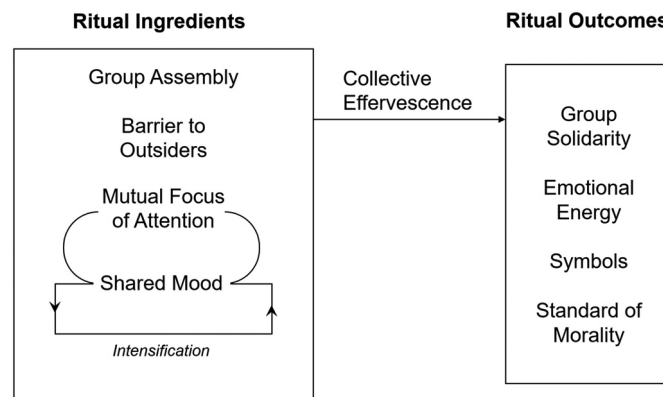 Ritual Ingredients
Group Assembly
Barrier to
Outsiders
Mutual Focus
of Attention
Shared Mood
Intensification
Collective
Effervescence
Ritual Outcomes
Group
Solidarity
Emotional
Energy
Symbols
Standard of
Morality